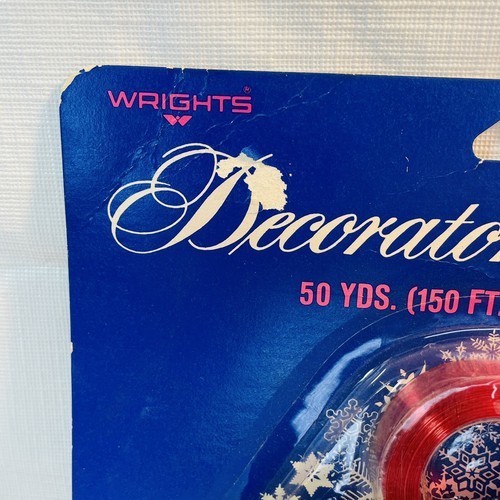 WRIGHTS®
Decorator
50 YDS. (150 FT.